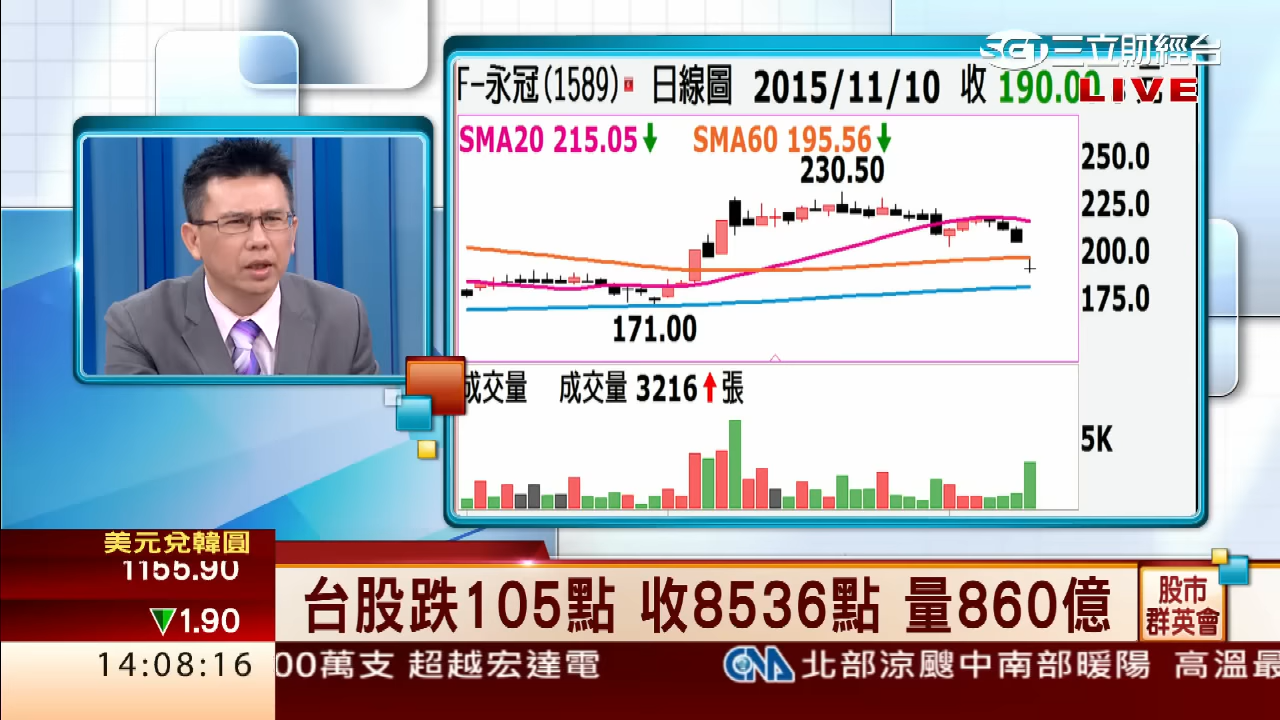 SET 三立財經台
LIVE
F-永冠(1589) 日線圖 2015/11/10 收 190.00
SMA20 215.05↓ SMA60 195.56↓
230.50
171.00
250.0
225.0
200.0
175.0
成交量 成交量 3216↑張
5K
美元兌韓圓
1155.90
▼1.90
台股跌105點 收8536點 量860億
股市
群英會
14:08:16
00萬支 超越宏達電 CNA 北部涼颼中南部暖陽 高溫最